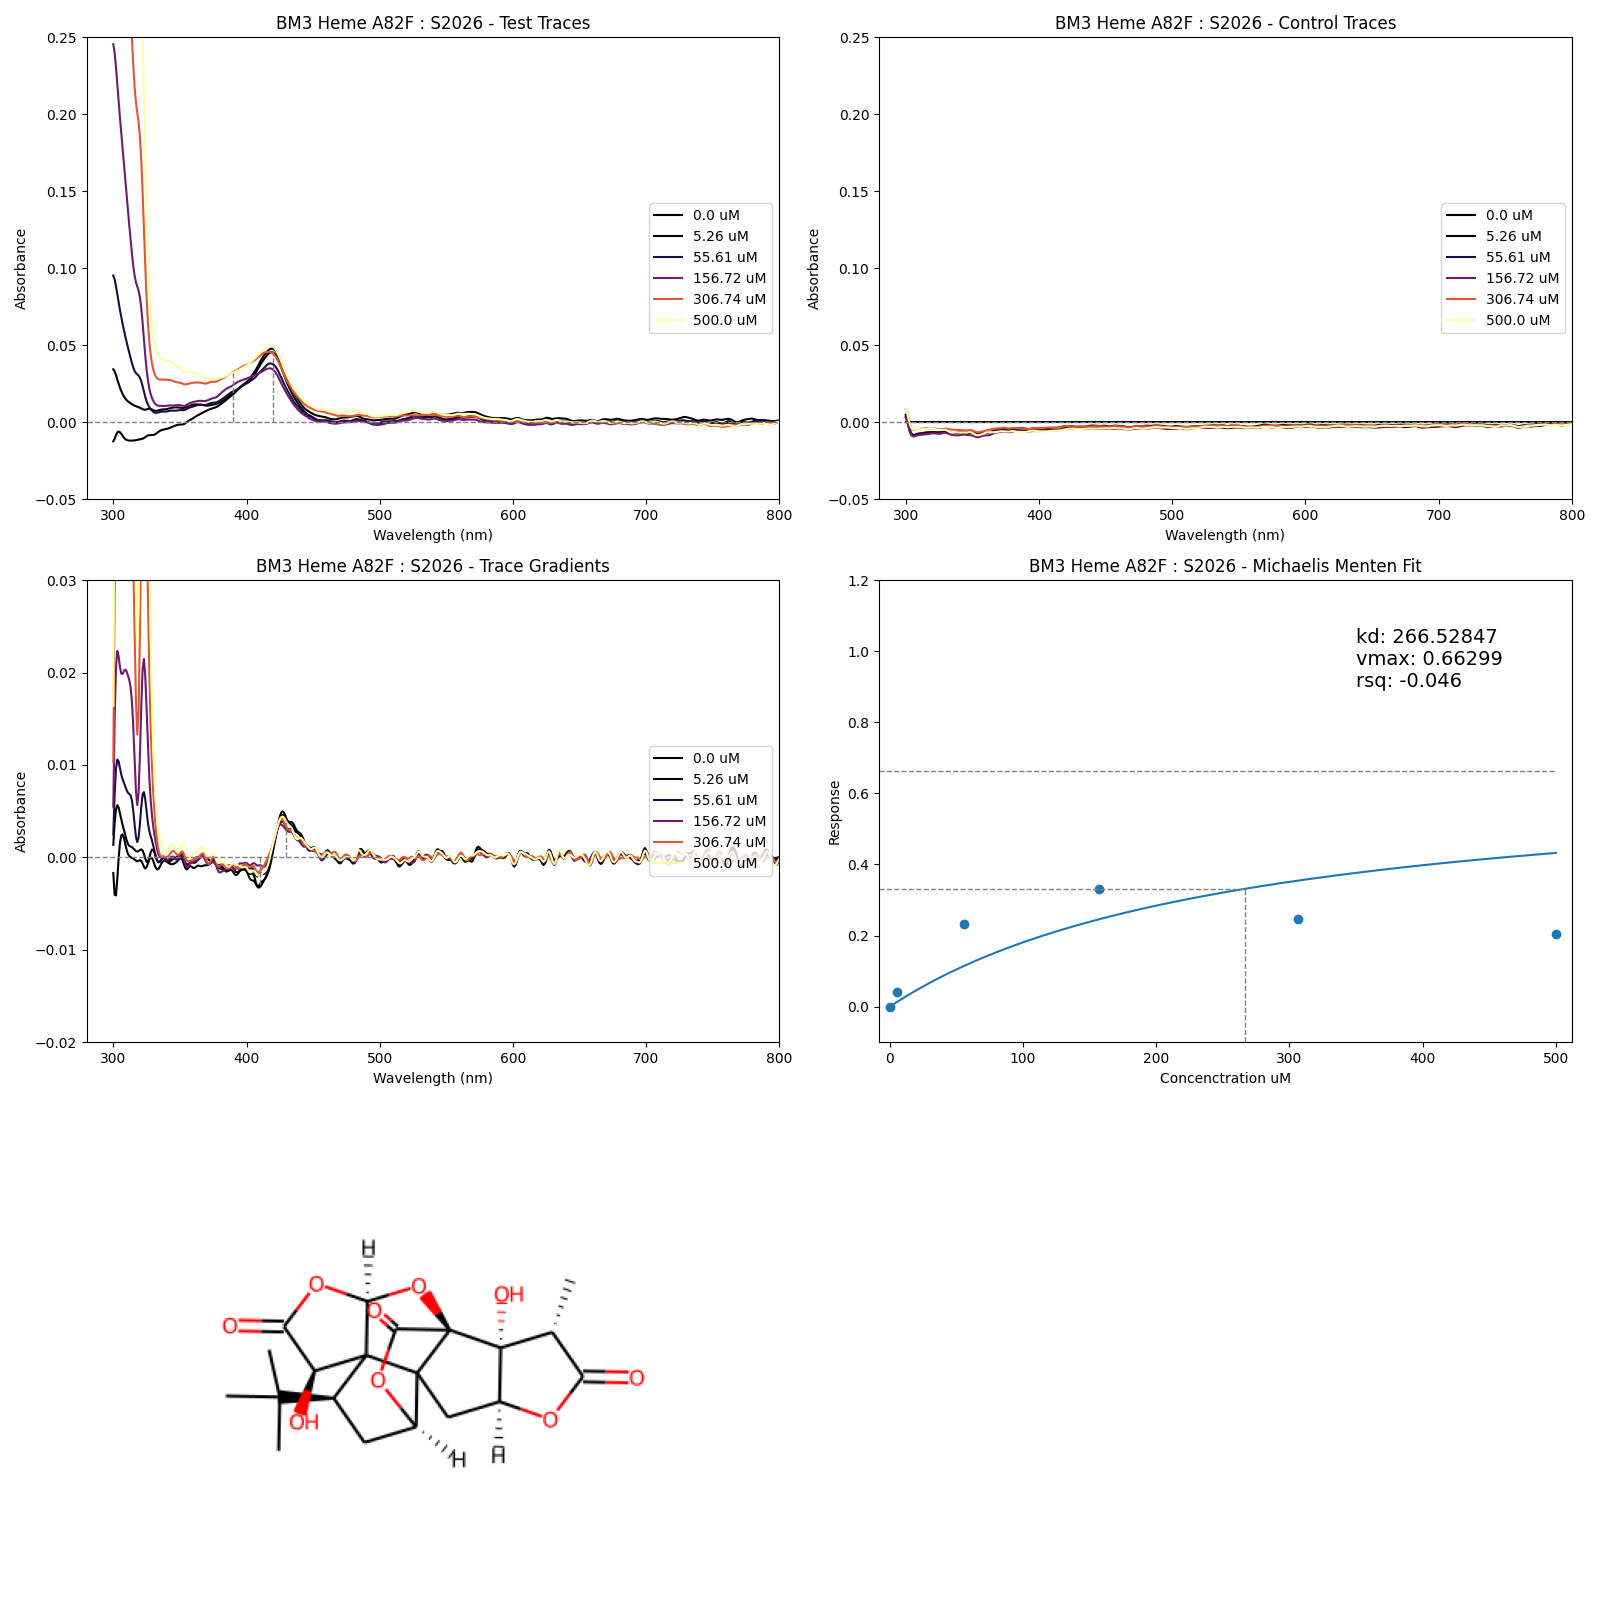 BM3 Heme A82F : S2026 - Test Traces
0.25
0.20
0.15
0.10
0.05
0.00
−0.05
Absorbance
0.0 uM
5.26 uM
55.61 uM
156.72 uM
306.74 uM
500.0 uM
300 400 500 600 700 800
Wavelength (nm)
BM3 Heme A82F : S2026 - Control Traces
0.25
0.20
0.15
0.10
0.05
0.00
−0.05
Absorbance
0.0 uM
5.26 uM
55.61 uM
156.72 uM
306.74 uM
500.0 uM
300 400 500 600 700 800
Wavelength (nm)
BM3 Heme A82F : S2026 - Trace Gradients
0.03
0.02
0.01
0.00
−0.01
−0.02
Absorbance
0.0 uM
5.26 uM
55.61 uM
156.72 uM
306.74 uM
500.0 uM
300 400 500 600 700 800
Wavelength (nm)
BM3 Heme A82F : S2026 - Michaelis Menten Fit
1.2
1.0
0.8
0.6
0.4
0.2
0.0
Response
kd: 266.52847
vmax: 0.66299
rsq: -0.046
0 100 200 300 400 500
Concenctration uM
H
O
O
OH
O
O
O
O
OH
O
H
H